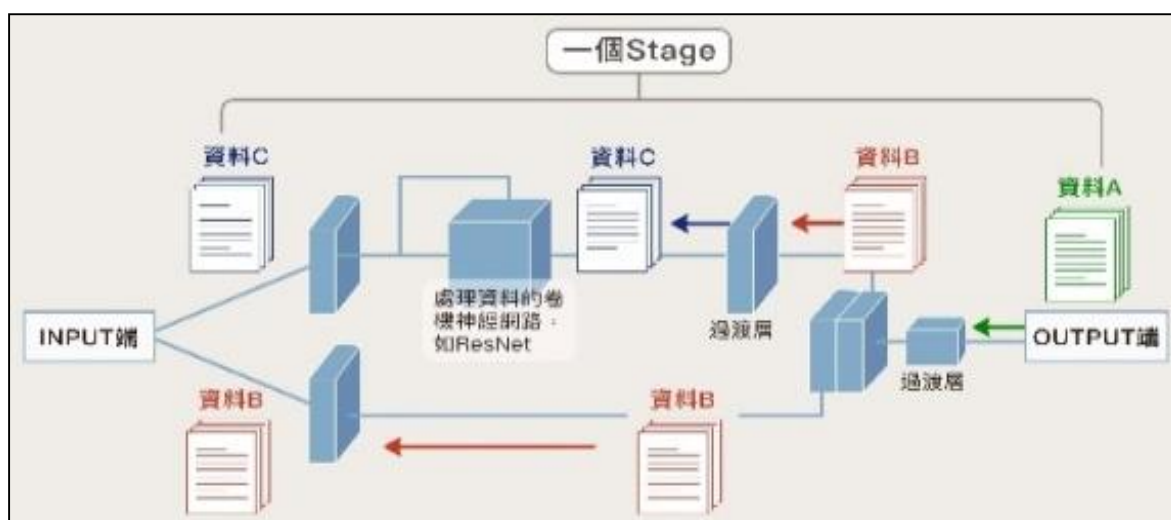 一個Stage
資料C
資料C
資料B
資料A
處理資料的卷
機神經網路，
如ResNet
過渡層
INPUT端
OUTPUT端
過渡層
資料B
資料B